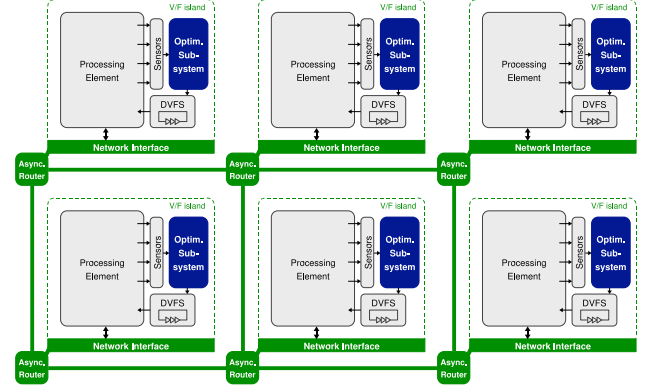 V/F island
V/F island
V/F island
Processing
Element
Sensors
Optim.
Sub-
system
DVFS
Processing
Element
Sensors
Optim.
Sub-
system
DVFS
Processing
Element
Sensors
Optim.
Sub-
system
DVFS
Network Interface
Network Interface
Network Interface
Async.
Router
Async.
Router
Async.
Router
V/F island
V/F island
V/F island
Processing
Element
Sensors
Optim.
Sub-
system
DVFS
Processing
Element
Sensors
Optim.
Sub-
system
DVFS
Processing
Element
Sensors
Optim.
Sub-
system
DVFS
Network Interface
Network Interface
Network Interface
Async.
Router
Async.
Router
Async.
Router